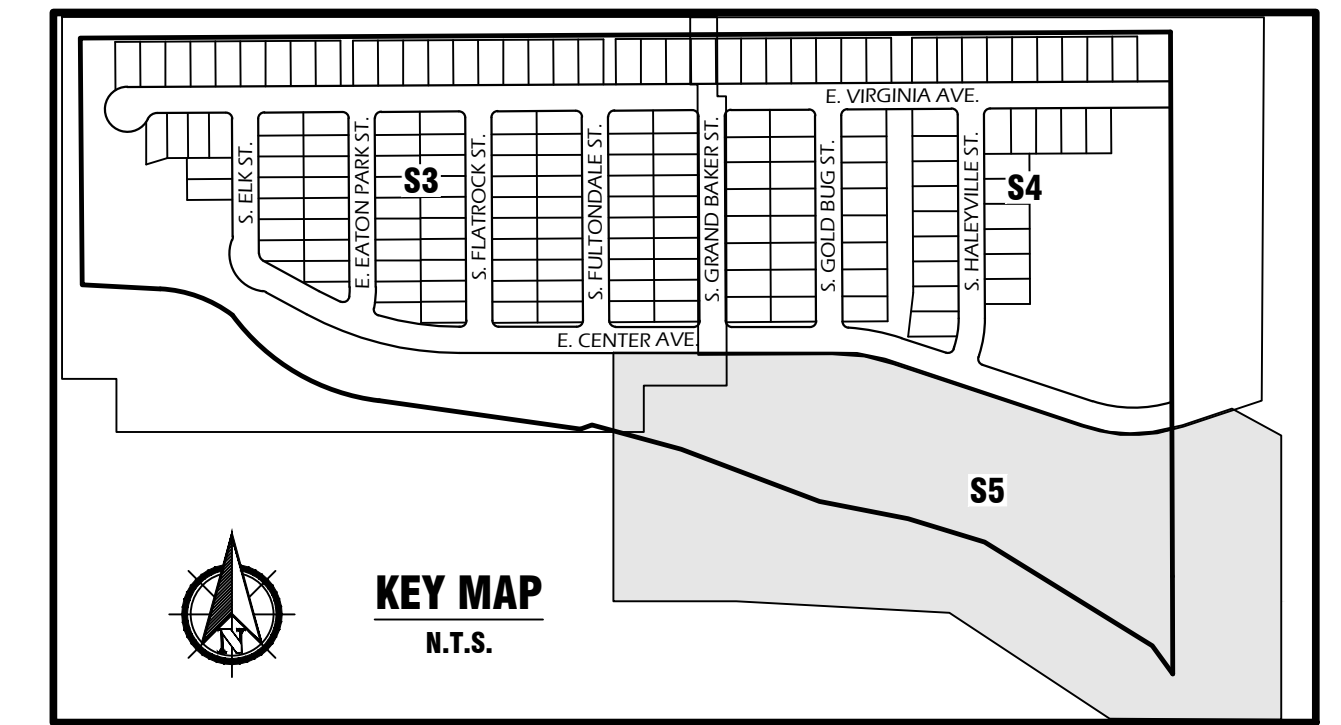 E. VIRGINIA AVE.
S. ELK ST.
E. EATON PARK ST.
S3
S. FLATROCK ST.
S. FULTONDALE ST.
S. GRAND BAKER ST.
S. GOLD BUG ST.
S. HALEYVILLE ST.
S4
E. CENTER AVE.
S5
N
KEY MAP
N.T.S.